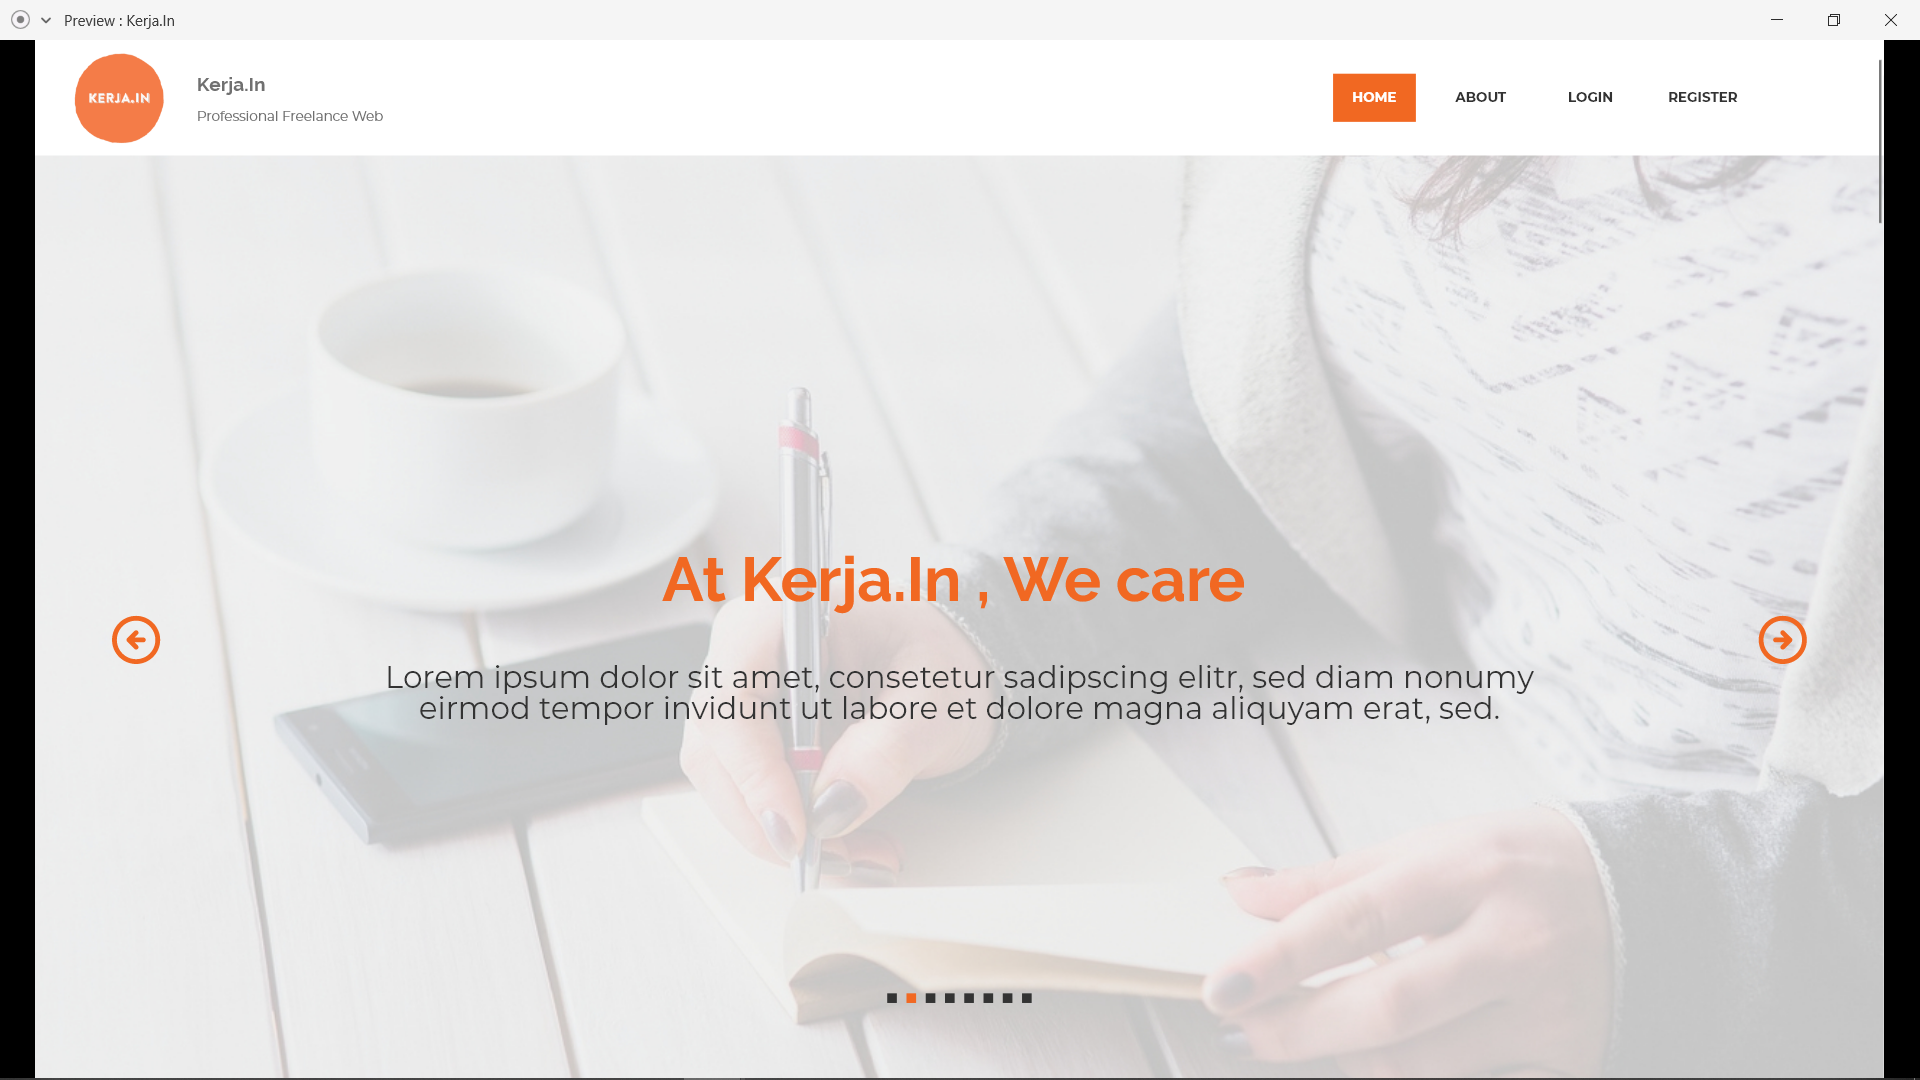 Preview : Kerja.In
KERJA.IN
Kerja.In
Professional Freelance Web
HOME
ABOUT
LOGIN
REGISTER
At Kerja.In , We care
Lorem ipsum dolor sit amet, consetetur sadipscing elitr, sed diam nonumy
eirmod tempor invidunt ut labore et dolore magna aliquyam erat, sed.